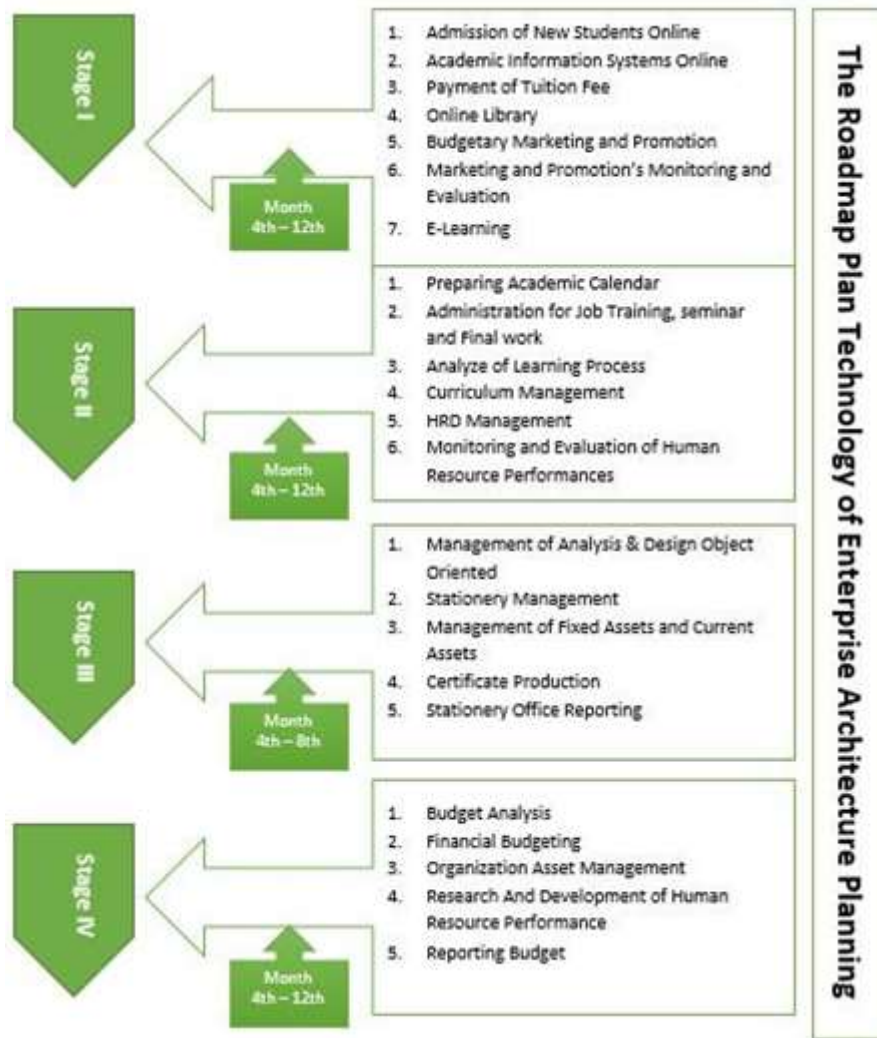 Stage I
1. Admission of New Students Online
2. Academic Information Systems Online
3. Payment of Tuition Fee
4. Online Library
5. Budgetary Marketing and Promotion
6. Marketing and Promotion's Monitoring and
Evaluation
7. E-Learning
Month
4th – 12th
Stage II
1. Preparing Academic Calendar
2. Administration for Job Training, seminar
and Final work
3. Analyze of Learning Process
4. Curriculum Management
5. HRD Management
6. Monitoring and Evaluation of Human
Resource Performances
Month
4th – 12th
Stage III
1. Management of Analysis & Design Object
Oriented
2. Stationery Management
3. Management of Fixed Assets and Current
Assets
4. Certificate Production
5. Stationery Office Reporting
Month
4th – 8th
Stage IV
1. Budget Analysis
2. Financial Budgeting
3. Organization Asset Management
4. Research And Development of Human
Resource Performance
5. Reporting Budget
Month
4th – 12th
The Roadmap Plan Technology of Enterprise Architecture Planning